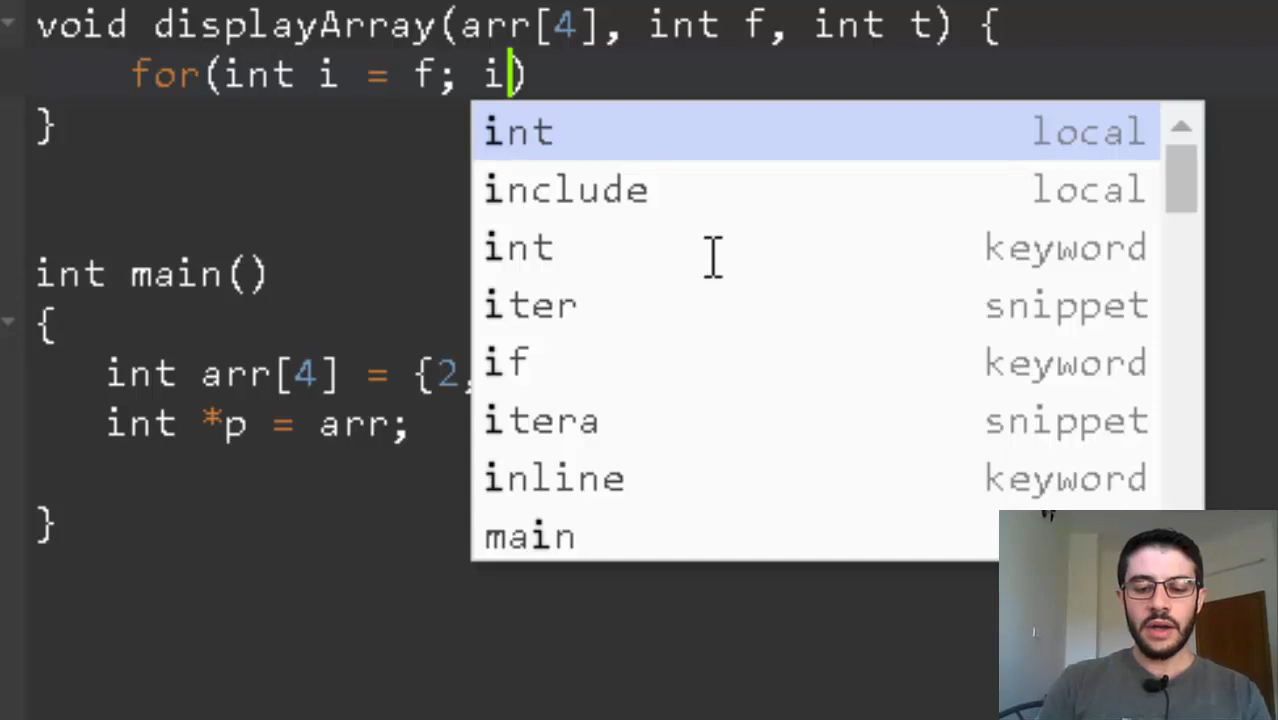 void displayArray(arr[4], int f, int t) {
for(int i = f; i)
}
int local
include local
int main()
int keyword
{
iter snippet
int arr[4] = {2,
if keyword
int *p = arr;
itera snippet
inline keyword
}
main